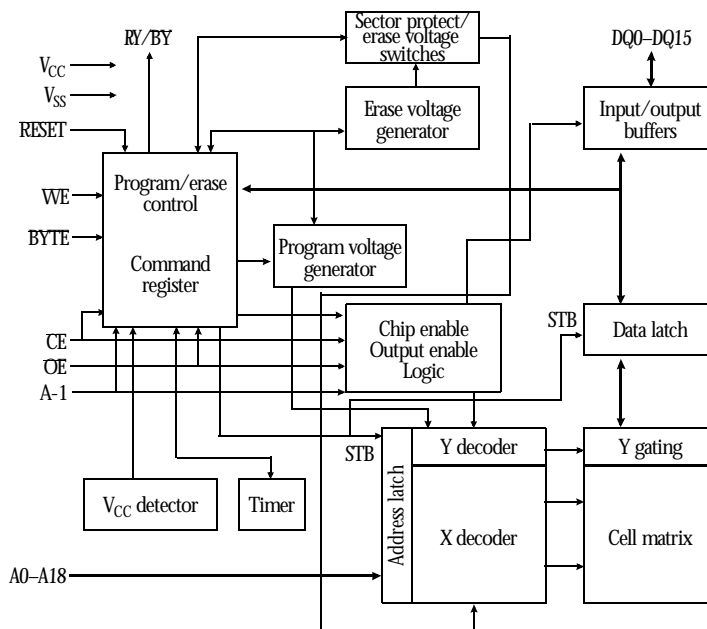 RY/BY
Sector protect/
erase voltage
switches
DQ0–DQ15
VCC
VSS
Erase voltage
generator
Input/output
buffers
RESET
Program/erase
control
WE
BYTE
Command
register
Program voltage
generator
CE
OE
A-1
Chip enable
Output enable
Logic
STB
Data latch
STB
Address latch
Y decoder
Y gating
VCC detector
Timer
X decoder
Cell matrix
A0–A18